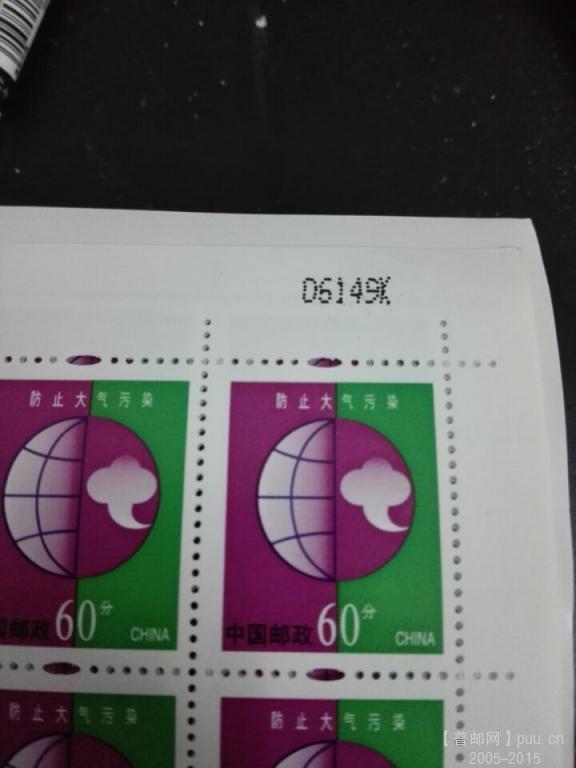 06149K
防止大气污染
防止大气污染
国邮政 60分 CHINA
中国邮政 60分 CHINA
防止大气污染
防止大气污染
【普邮网】puu.cn
2005-2015